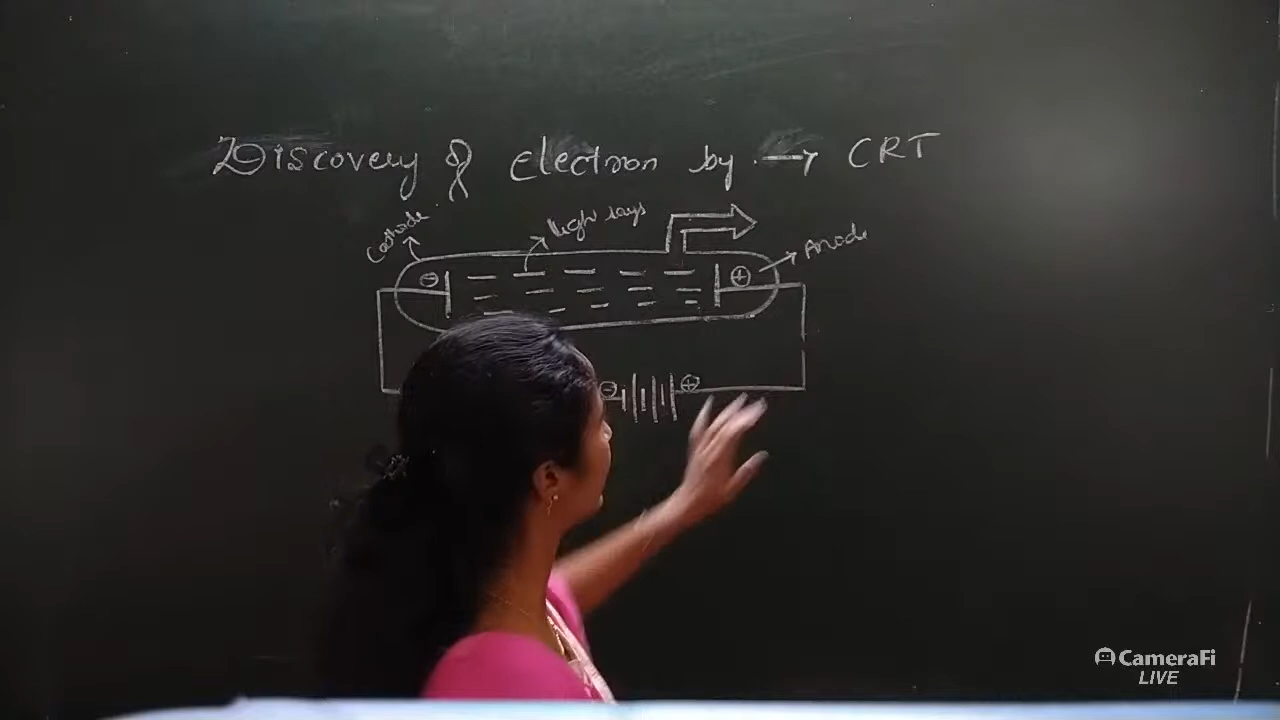 Discovery of Electron by → CRT
Cathode
light rays
Anode
⊖
⊕
⊖
⊕
CameraFi
LIVE